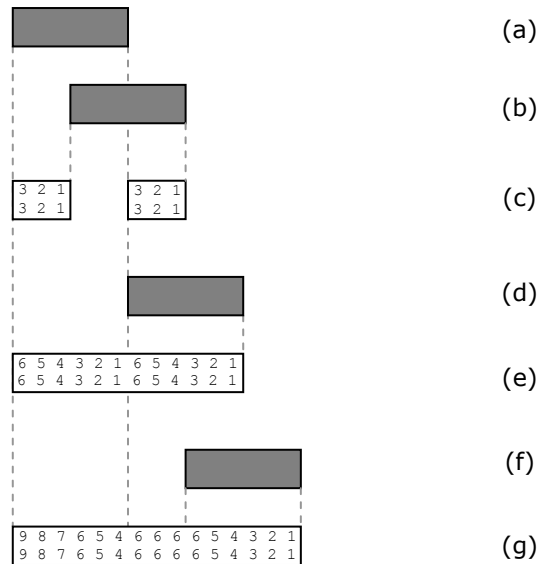 (a)
(b)
3 2 1 3 2 1 (c)
3 2 1 3 2 1
(d)
6 5 4 3 2 1 6 5 4 3 2 1 (e)
6 5 4 3 2 1 6 5 4 3 2 1
(f)
9 8 7 6 5 4 6 6 6 6 5 4 3 2 1 (g)
9 8 7 6 5 4 6 6 6 6 5 4 3 2 1